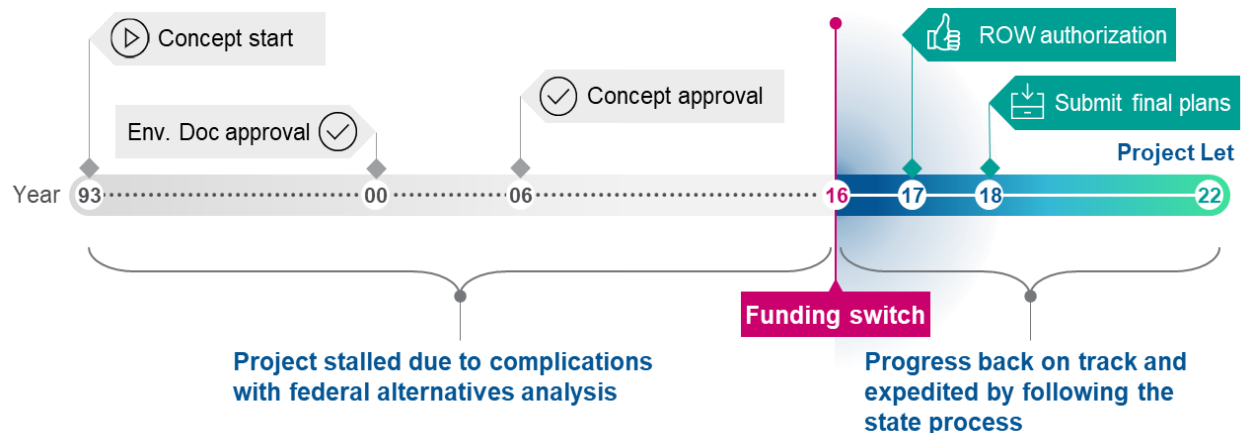 Concept start
ROW authorization
Concept approval
Submit final plans
Env. Doc approval
Project Let
Year 93 00 06 16 17 18 22
Funding switch
Project stalled due to complications
with federal alternatives analysis
Progress back on track and
expedited by following the
state process